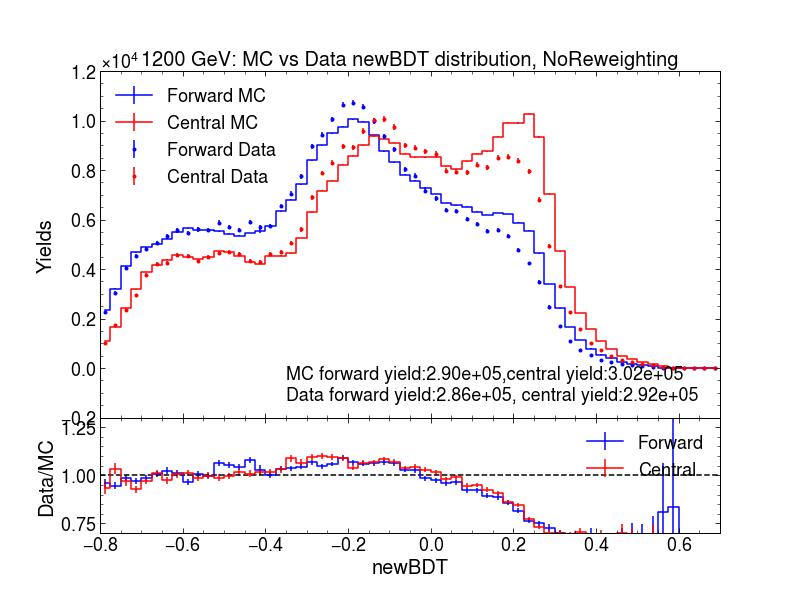 ×10⁴ 1200 GeV: MC vs Data newBDT distribution, NoReweighting
1.2
1.0
0.8
0.6
0.4
0.2
0.0
0.2
Yields
Forward MC
Central MC
Forward Data
Central Data
MC forward yield:2.90e+05,central yield:3.02e+05
Data forward yield:2.86e+05, central yield:2.92e+05
1.25
1.00
0.75
Data/MC
Forward
Central
−0.8 −0.6 −0.4 −0.2 0.0 0.2 0.4 0.6
newBDT